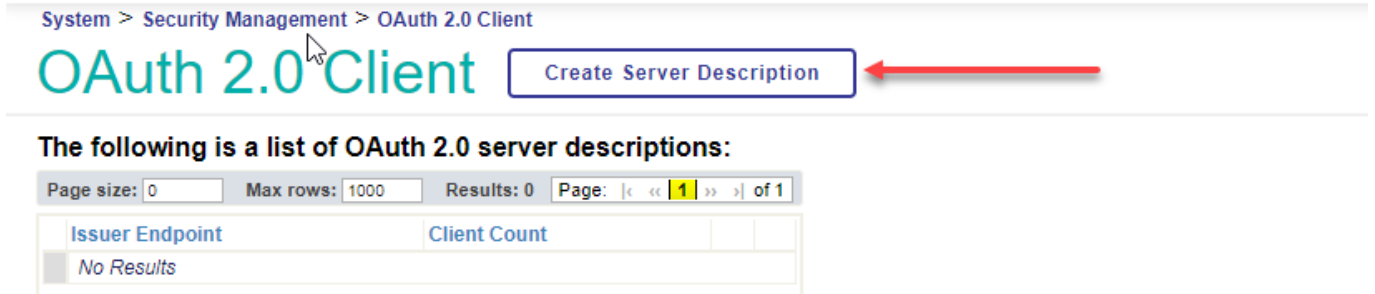 System > Security Management > OAuth 2.0 Client
OAuth 2.0 Client Create Server Description
The following is a list of OAuth 2.0 server descriptions:
Page size: 0 Max rows: 1000 Results: 0 Page: |‹ ‹‹ 1 ›› ›| of 1
Issuer Endpoint Client Count
No Results